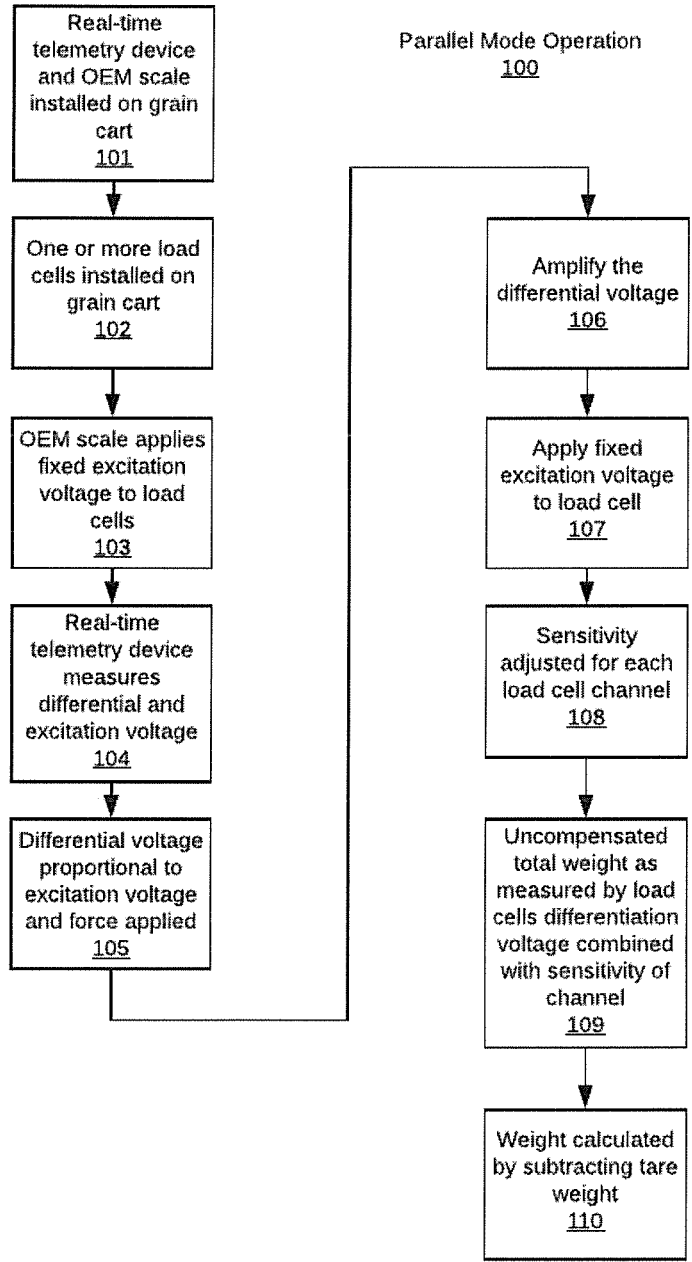 Parallel Mode Operation
100
Real-time
telemetry device
and OEM scale
installed on grain
cart
101
One or more load
cells installed on
grain cart
102
OEM scale applies
fixed excitation
voltage to load
cells
103
Real-time
telemetry device
measures
differential and
excitation voltage
104
Differential voltage
proportional to
excitation voltage
and force applied
105
Amplify the
differential voltage
106
Apply fixed
excitation voltage
to load cell
107
Sensitivity
adjusted for each
load cell channel
108
Uncompensated
total weight as
measured by load
cells differentiation
voltage combined
with sensitivity of
channel
109
Weight calculated
by subtracting tare
weight
110